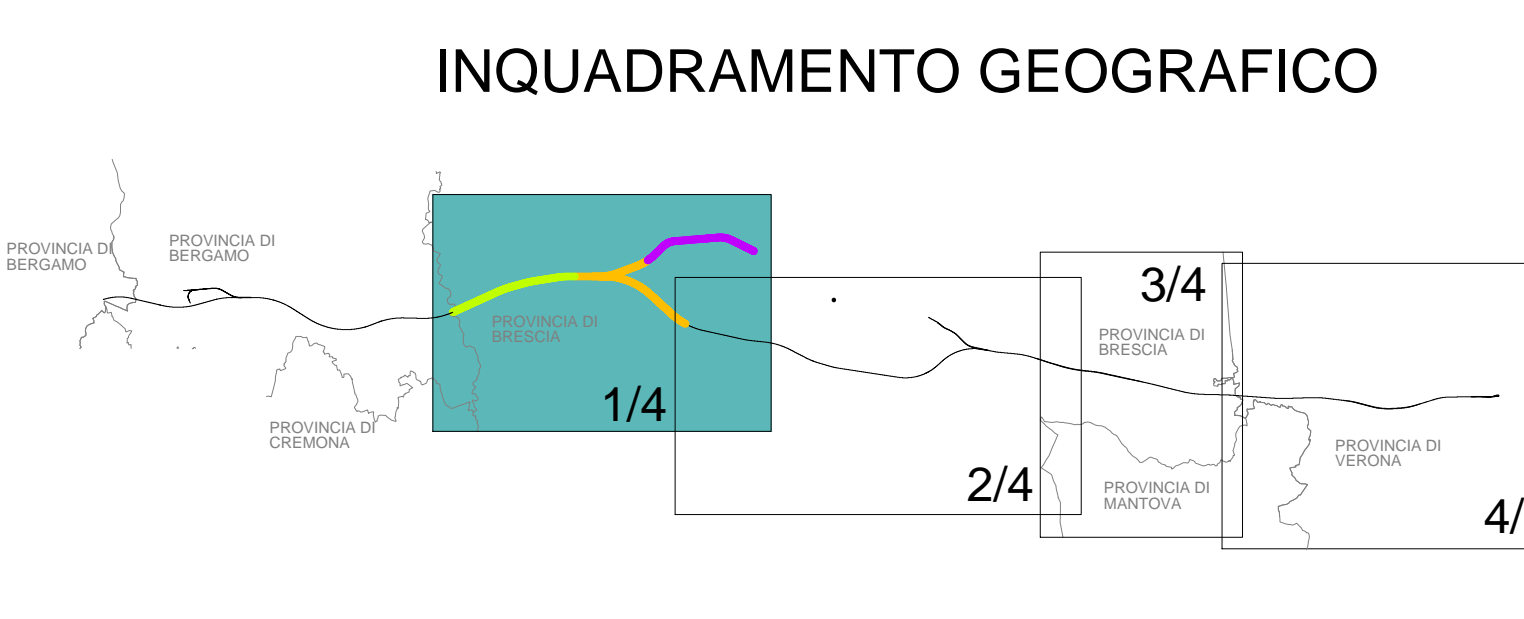 INQUADRAMENTO GEOGRAFICO
PROVINCIA DI
BERGAMO
PROVINCIA DI
BERGAMO
PROVINCIA DI
CREMONA
PROVINCIA DI
BRESCIA
1/4
2/4
3/4
PROVINCIA DI
BRESCIA
PROVINCIA DI
MANTOVA
PROVINCIA DI
VERONA
4/